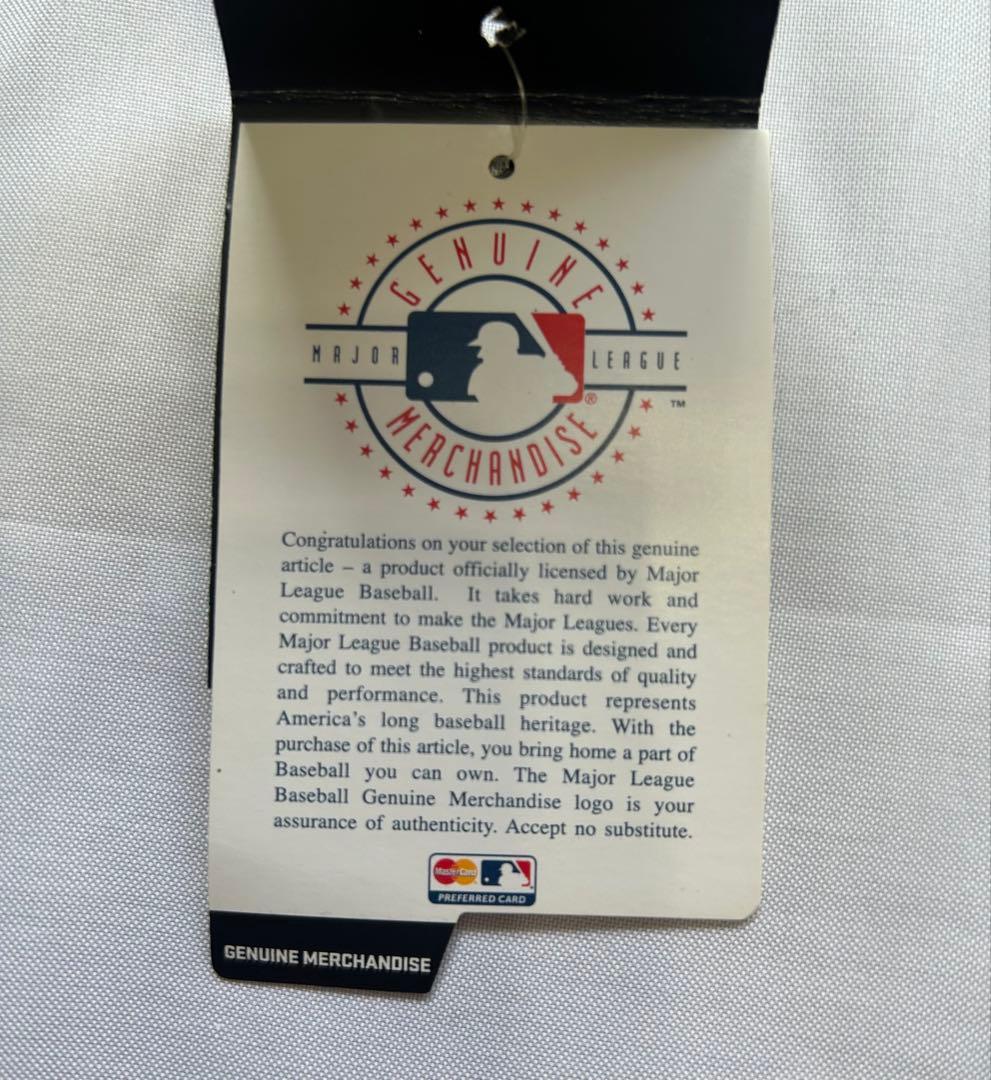 GENUINE
MAJOR LEAGUE
®
MERCHANDISE
TM
Congratulations on your selection of this genuine
article – a product officially licensed by Major
League Baseball. It takes hard work and
commitment to make the Major Leagues. Every
Major League Baseball product is designed and
crafted to meet the highest standards of quality
and performance. This product represents
America's long baseball heritage. With the
purchase of this article, you bring home a part of
Baseball you can own. The Major League
Baseball Genuine Merchandise logo is your
assurance of authenticity. Accept no substitute.
MasterCard
PREFERRED CARD
GENUINE MERCHANDISE